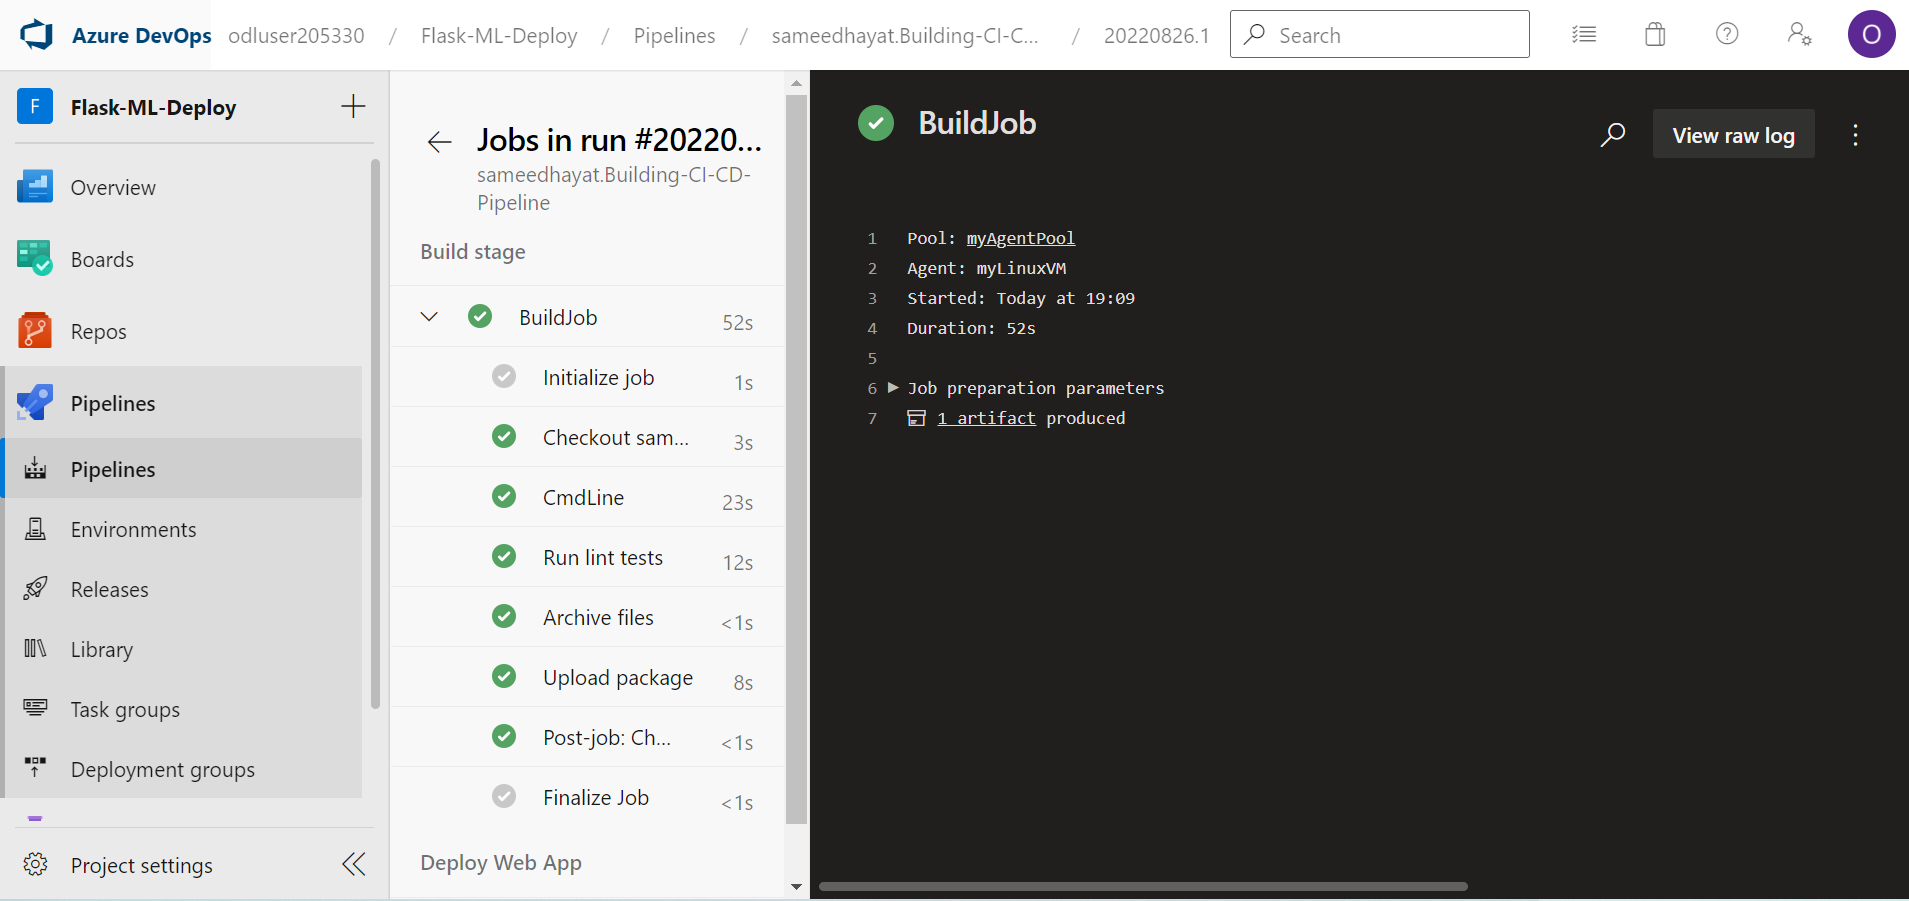 Azure DevOps odluser205330 / Flask-ML-Deploy / Pipelines / sameedhayat.Building-CI-C... / 20220826.1 Search O
F Flask-ML-Deploy
Overview
Boards
Repos
Pipelines
Pipelines
Environments
Releases
Library
Task groups
Deployment groups
Project settings
Jobs in run #20220...
sameedhayat.Building-CI-CD-
Pipeline
Build stage
BuildJob 52s
Initialize job 1s
Checkout sam... 3s
CmdLine 23s
Run lint tests 12s
Archive files <1s
Upload package 8s
Post-job: Ch... <1s
Finalize Job <1s
Deploy Web App
BuildJob
View raw log
1 Pool: myAgentPool
2 Agent: myLinuxVM
3 Started: Today at 19:09
4 Duration: 52s
5
6 Job preparation parameters
7 1 artifact produced